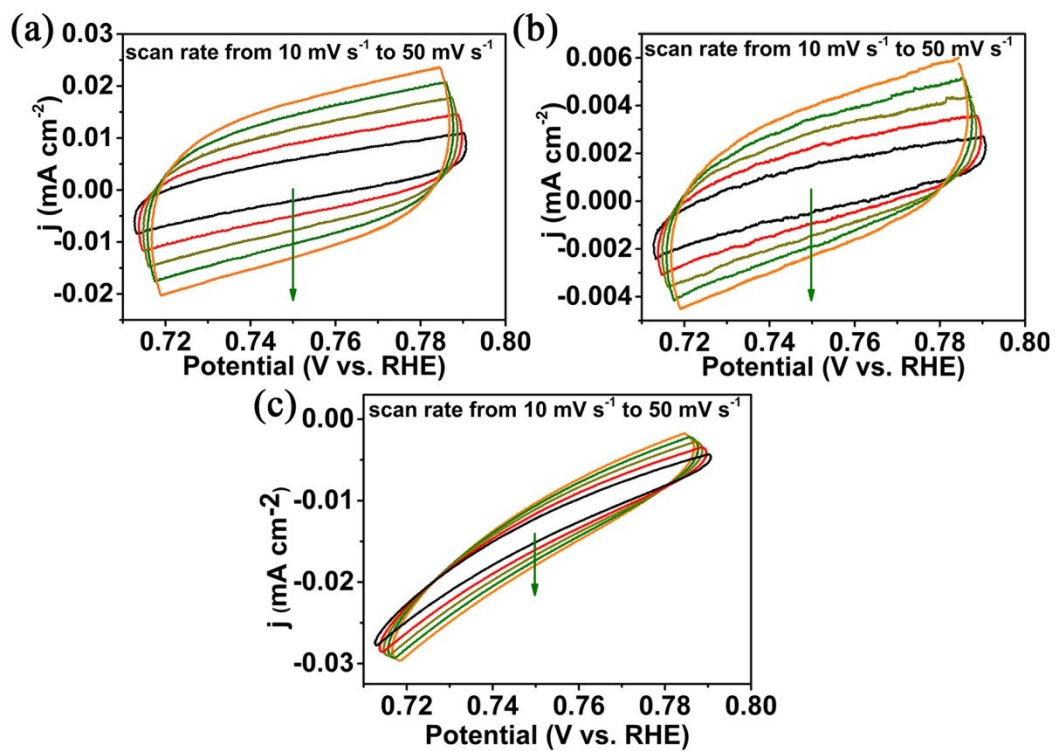 (a)
scan rate from 10 mV s⁻¹ to 50 mV s⁻¹
j (mA cm⁻²)
0.03
0.02
0.01
0.00
-0.01
-0.02
0.72 0.74 0.76 0.78 0.80
Potential (V vs. RHE)
(b)
scan rate from 10 mV s⁻¹ to 50 mV s⁻¹
j (mA cm⁻²)
0.006
0.004
0.002
0.000
-0.002
-0.004
0.72 0.74 0.76 0.78 0.80
Potential (V vs. RHE)
(c)
scan rate from 10 mV s⁻¹ to 50 mV s⁻¹
j (mA cm⁻²)
0.00
-0.01
-0.02
-0.03
0.72 0.74 0.76 0.78 0.80
Potential (V vs. RHE)